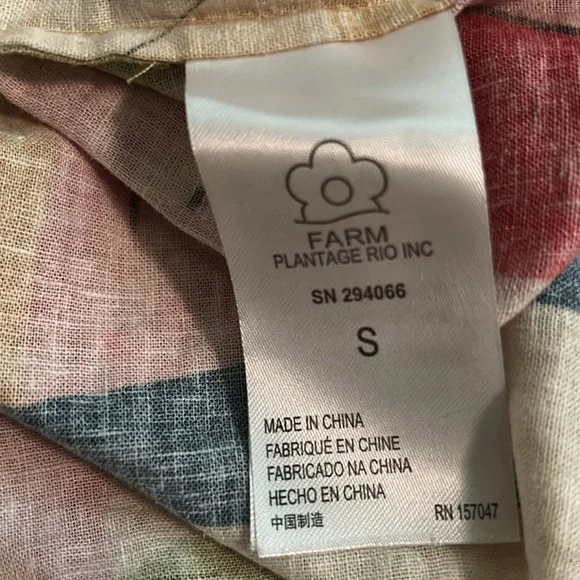 FARM
PLANTAGE RIO INC
SN 294066
S
MADE IN CHINA
FABRIQUÉ EN CHINE
FABRICADO NA CHINA
HECHO EN CHINA
中国制造
RN 157047